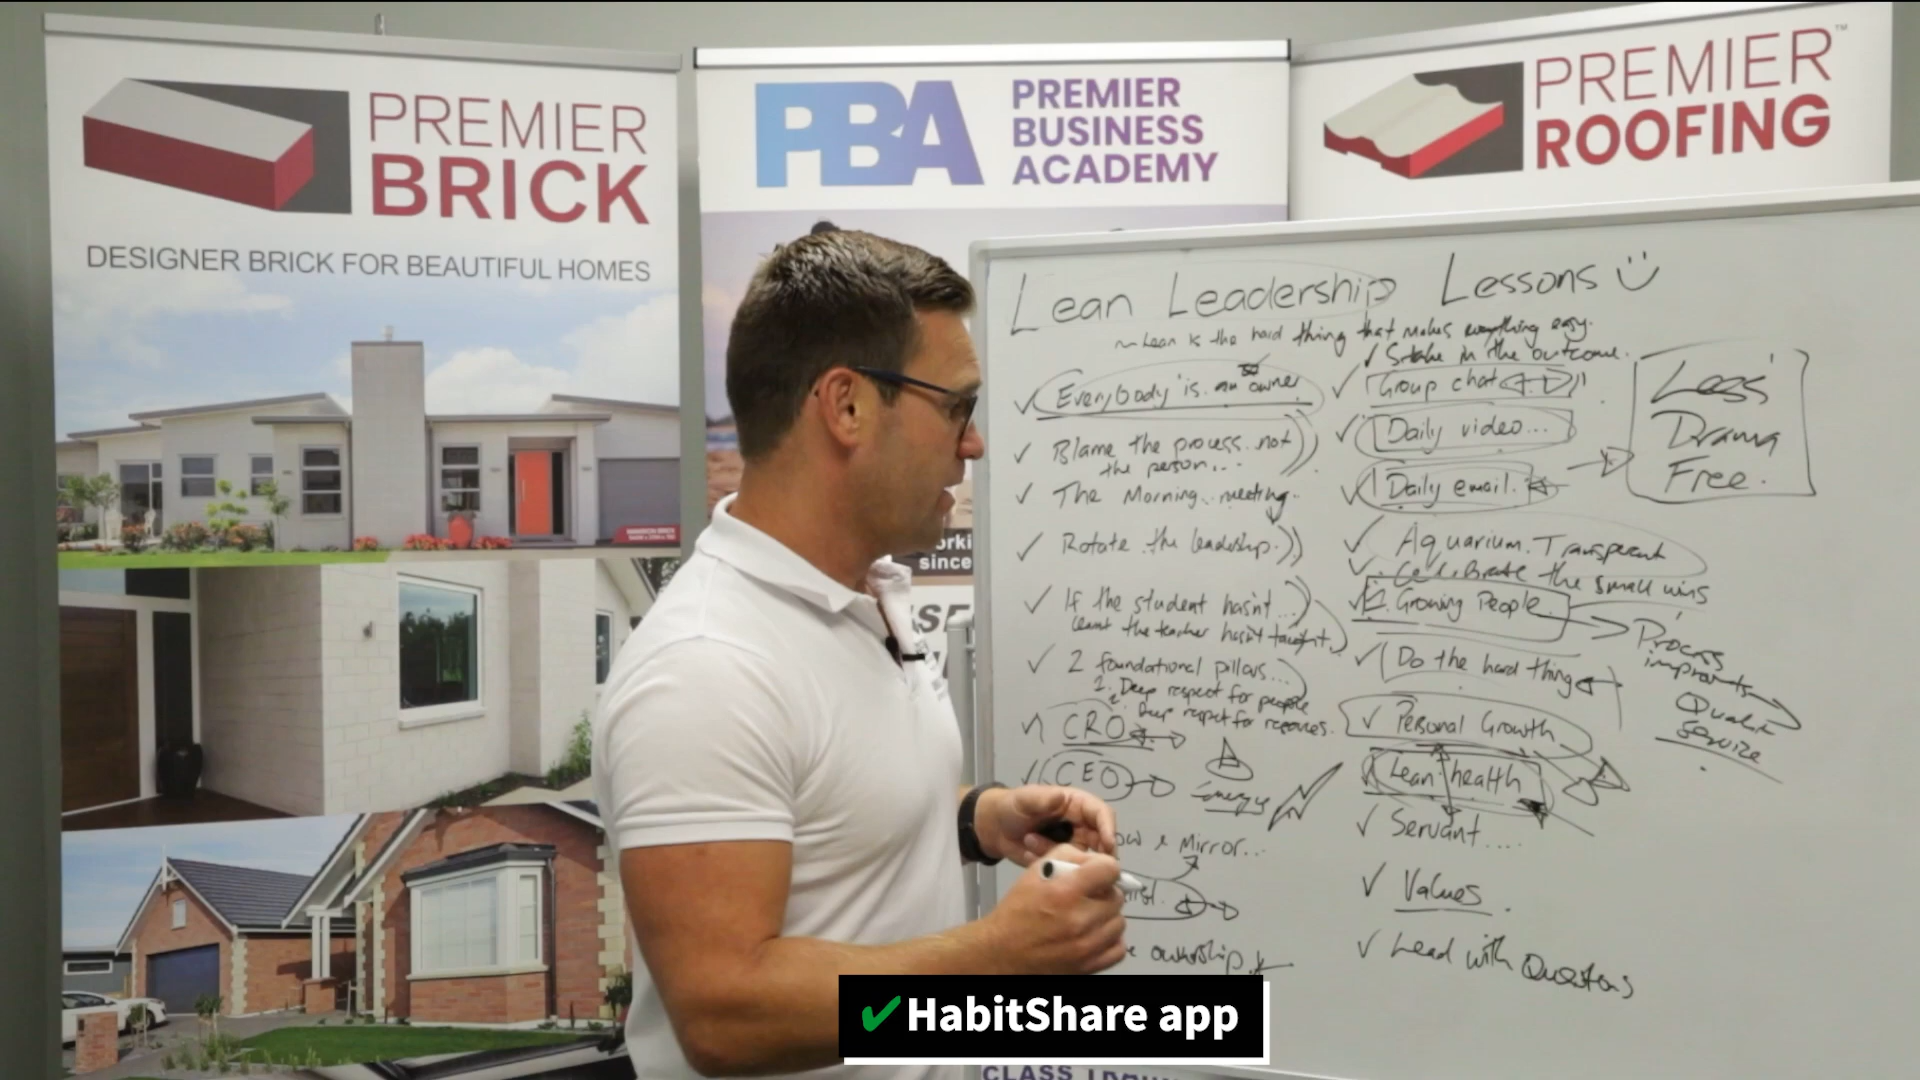 PREMIER
BRICK
DESIGNER BRICK FOR BEAUTIFUL HOMES
PBA
PREMIER
BUSINESS
ACADEMY
PREMIER™
ROOFING
orki
since
Lean Leadership Lessons
~Lean is the hard thing that makes everything easy.
✓ Everybody is an owner
✓ Blame the process not
the person...
✓ The Morning meeting.
✓ Rotate the leadership.
✓ If the student hasn't
learnt the teacher hasn't taught.
✓ 2 foundational pillars...
1. Deep respect for people
2. Deep respect for resources.
✓ CRO
✓ CEO
ow & Mirror...
ownership
✓ Stake in the outcome.
✓ Group chat
✓ Daily video...
✓ Daily email.
Less
Drama
Free.
✓ Aquarium. Transparent
✓ Celebrate the small wins
✓ Growing People
Process
Quality
Service
✓ Do the hard thing
✓ Personal Growth
Lean health
✓ Servant....
✓ Values
✓ Lead with Questions
✔HabitShare app